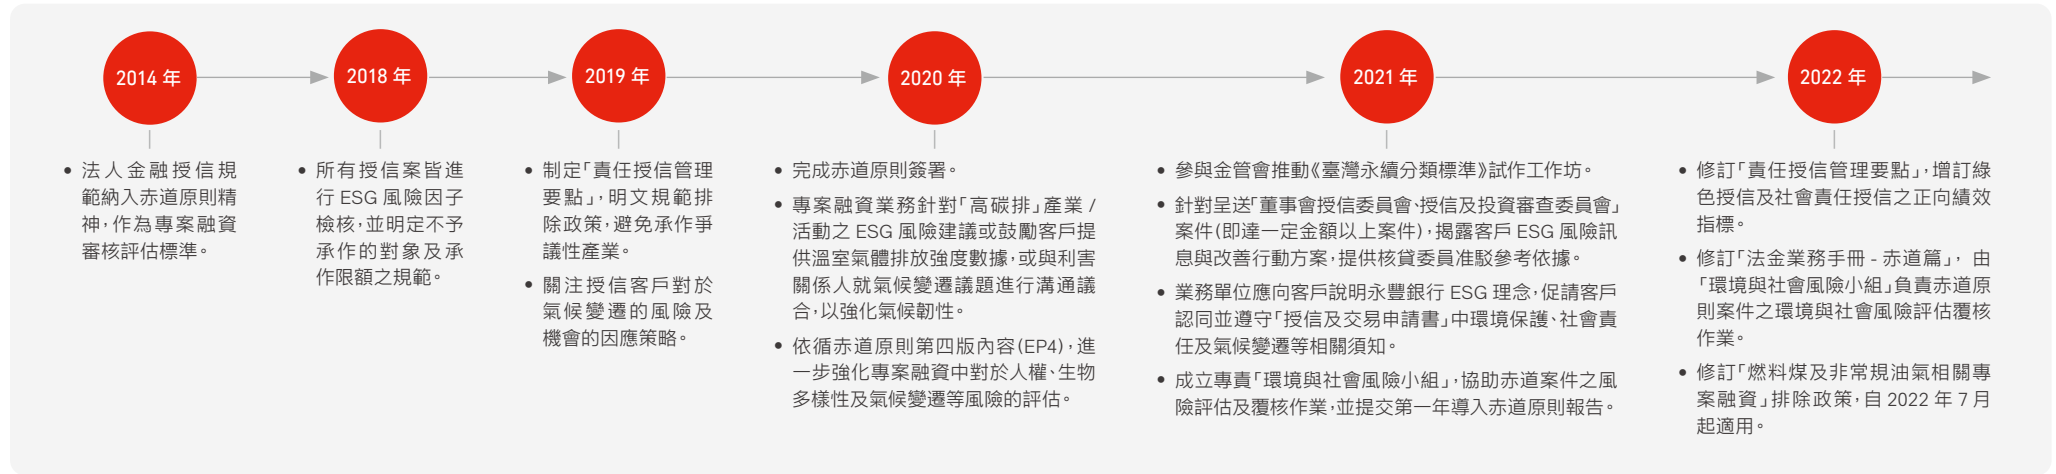 2014 年
2018 年
2019 年
2020 年
2021 年
2022 年
• 法人金融授信規
範納入赤道原則精
神，作為專案融資
審核評估標準。
• 所有授信案皆進
行 ESG 風險因子
檢核，並明定不予
承作的對象及承
作限額之規範。
• 制定「責任授信管理
要點」，明文規範排
除政策，避免承作爭
議性產業。
• 關注授信客戶對於
氣候變遷的風險及
機會的因應策略。
• 完成赤道原則簽署。
• 專案融資業務針對「高碳排」產業 /
活動之 ESG 風險建議或鼓勵客戶提
供溫室氣體排放強度數據，或與利害
關係人就氣候變遷議題進行溝通議
合，以強化氣候韌性。
• 依循赤道原則第四版內容(EP4)，進
一步強化專案融資中對於人權、生物
多樣性及氣候變遷等風險的評估。
• 參與金管會推動《臺灣永續分類標準》試作工作坊。
• 針對呈送「董事會授信委員會、授信及投資審查委員會」
案件(即達一定金額以上案件)，揭露客戶 ESG 風險訊
息與改善行動方案，提供核貸委員准駁參考依據。
• 業務單位應向客戶說明永豐銀行 ESG 理念，促請客戶
認同並遵守「授信及交易申請書」中環境保護、社會責
任及氣候變遷等相關須知。
• 成立專責「環境與社會風險小組」，協助赤道案件之風
險評估及覆核作業，並提交第一年導入赤道原則報告。
• 修訂「責任授信管理要點」，增訂綠
色授信及社會責任授信之正向績效
指標。
• 修訂「法金業務手冊 - 赤道篇」， 由
「環境與社會風險小組」負責赤道原
則案件之環境與社會風險評估覆核
作業。
• 修訂「燃料煤及非常規油氣相關專
案融資」排除政策，自 2022 年 7 月
起適用。